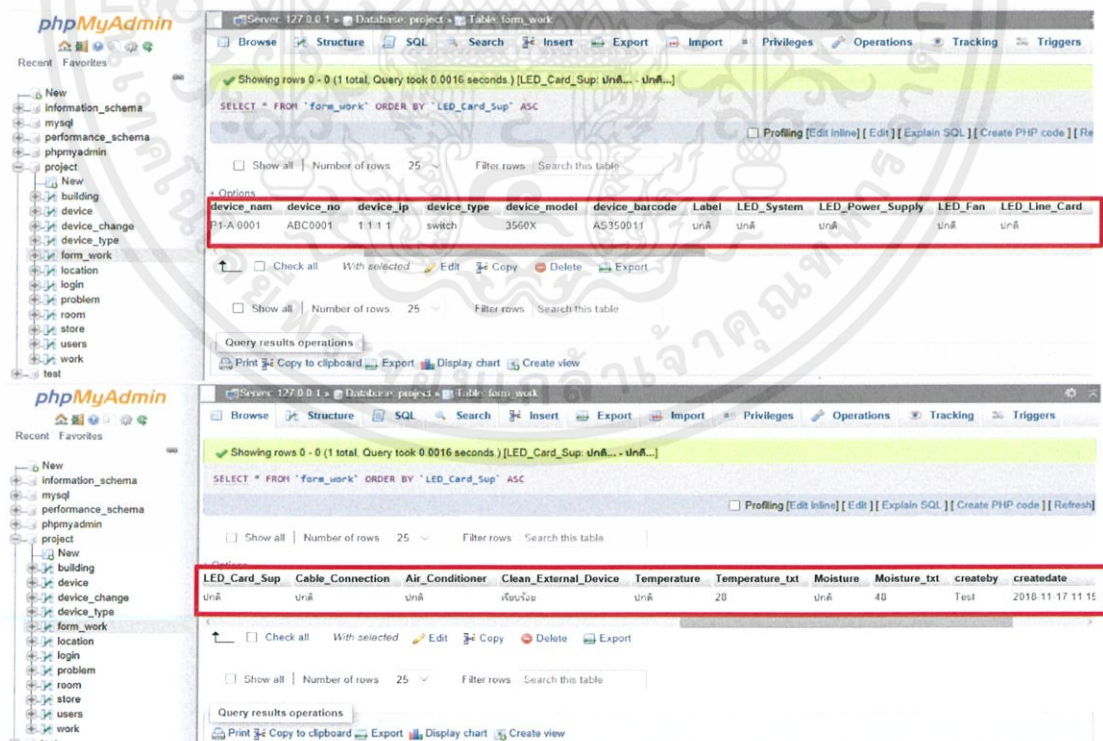 phpMyAdmin
Recent Favorites
New
information_schema
mysql
performance_schema
phpmyadmin
project
New
building
device
device_change
device_type
form_work
location
login
problem
room
store
users
work
test
Server: 127.0.0.1 » Database: project » Table: form_work
Browse Structure SQL Search Insert Export Import Privileges Operations Tracking Triggers
Showing rows 0 - 0 (1 total, Query took 0.0016 seconds.) [LED_Card_Sup: ปกติ... - ปกติ...]
SELECT * FROM `form_work` ORDER BY `LED_Card_Sup` ASC
Profiling [Edit inline] [ Edit ] [ Explain SQL ] [ Create PHP code ] [ Re
Show all Number of rows 25 Filter rows Search this table
+ Options
device_nam device_no device_ip device_type device_model device_barcode Label LED_System LED_Power_Supply LED_Fan LED_Line_Card
ABC0001 1.1.1.1 switch 3560X AS350011 ปกติ ปกติ ปกติ ปกติ ปกติ
Check all With selected Edit Copy Delete Export
Show all Number of rows 25 Filter rows Search this table
Query results operations
Print Copy to clipboard Export Display chart Create view
phpMyAdmin
Recent Favorites
New
information_schema
mysql
performance_schema
phpmyadmin
project
New
building
device
device_change
device_type
form_work
location
login
problem
room
store
users
work
Server: 127.0.0.1 » Database: project » Table: form_work
Browse Structure SQL Search Insert Export Import Privileges Operations Tracking Triggers
Showing rows 0 - 0 (1 total, Query took 0.0016 seconds.) [LED_Card_Sup: ปกติ... - ปกติ...]
SELECT * FROM `form_work` ORDER BY `LED_Card_Sup` ASC
Profiling [Edit inline] [ Edit ] [ Explain SQL ] [ Create PHP code ] [ Refresh]
Show all Number of rows 25 Filter rows Search this table
LED_Card_Sup Cable_Connection Air_Conditioner Clean_External_Device Temperature Temperature_txt Moisture Moisture_txt createby createdate
ปกติ ปกติ ปกติ เรียบร้อย ปกติ 28 ปกติ 48 Test 2018-11-17 11:15
Check all With selected Edit Copy Delete Export
Show all Number of rows 25 Filter rows Search this table
Query results operations
Print Copy to clipboard Export Display chart Create view